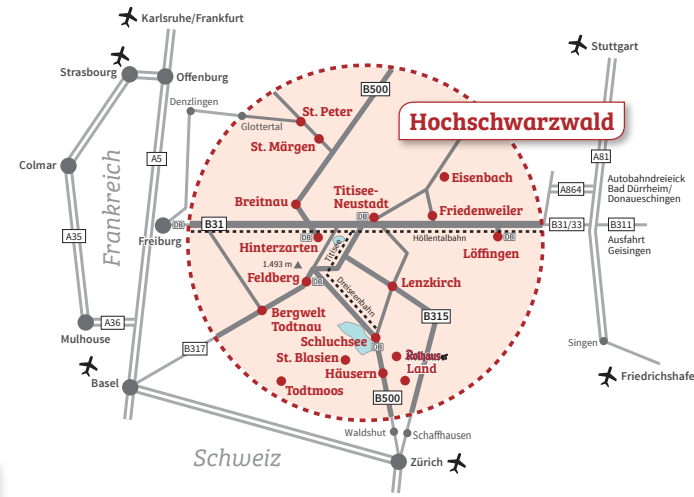 Karlsruhe/Frankfurt
Stuttgart
Strasbourg
Offenburg
B500
Denzlingen
St. Peter
Hochschwarzwald
Glottertal
St. Märgen
A81
Colmar
A5
Frankreich
Eisenbach
Autobahndreieick
Bad Dürrheim/
Donaueschingen
A864
Titisee-
Neustadt
Breitnau
Friedenweiler
DB
B31
DB
B31/33
B311
A35
Freiburg
DB
Hinterzarten
Titisee
Höllentalbahn
DB
Löffingen
Ausfahrt
Geisingen
1.493 m
Feldberg
DB
Dreiseenbahn
Lenzkirch
A36
Bergwelt
Todtnau
B315
Mulhouse
Schluchsee
DB
Singen
B317
St. Blasien
Land
Basel
Häusern
Friedrichshafe
Todtmoos
B500
Waldshut
Schaffhausen
Schweiz
Zürich